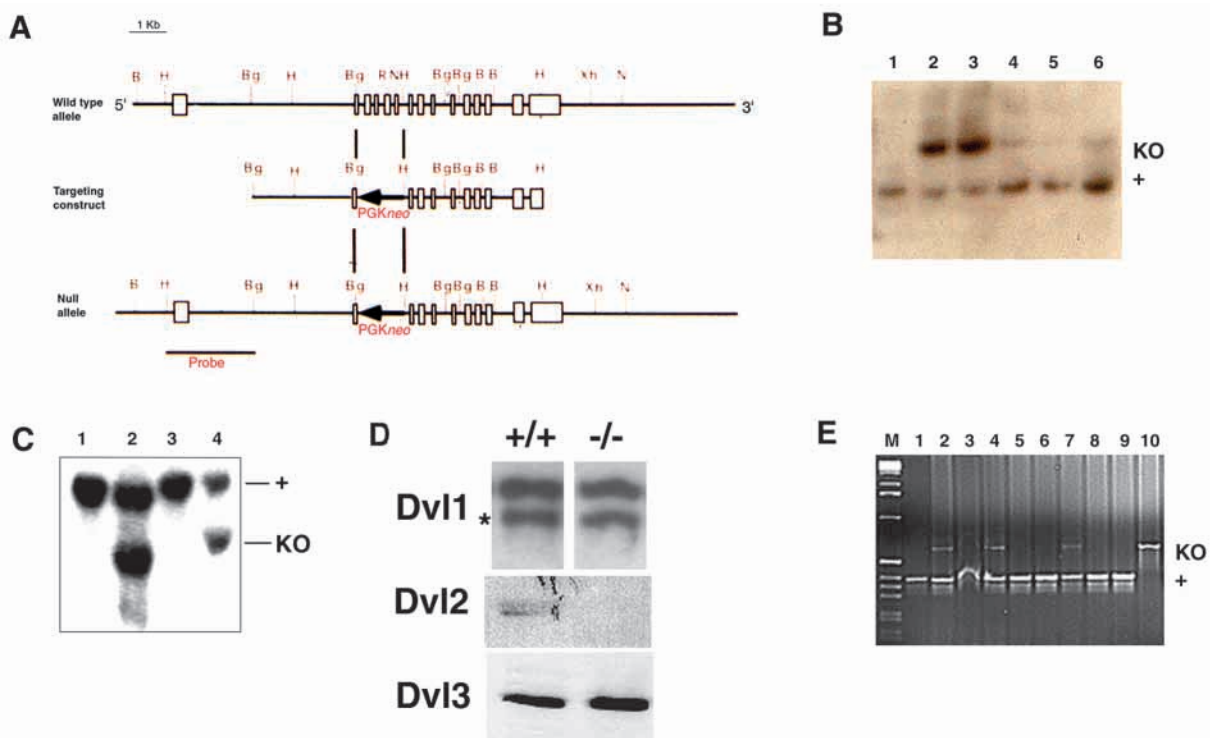 A
1 Kb
B H Bg H Bg R N H Bg Bg B B H Xh N
Wild type
allele
5' 3'
Bg H Bg H Bg Bg B B H
Targeting
construct
PGKneo
B H Bg H Bg H Bg Bg B B H Xh N
Null
allele
PGKneo
Probe
B
1 2 3 4 5 6
KO
+
C
1 2 3 4
+
KO
D
+/+ -/-
Dvl1
*
Dvl2
Dvl3
E
M 1 2 3 4 5 6 7 8 9 10
KO
+